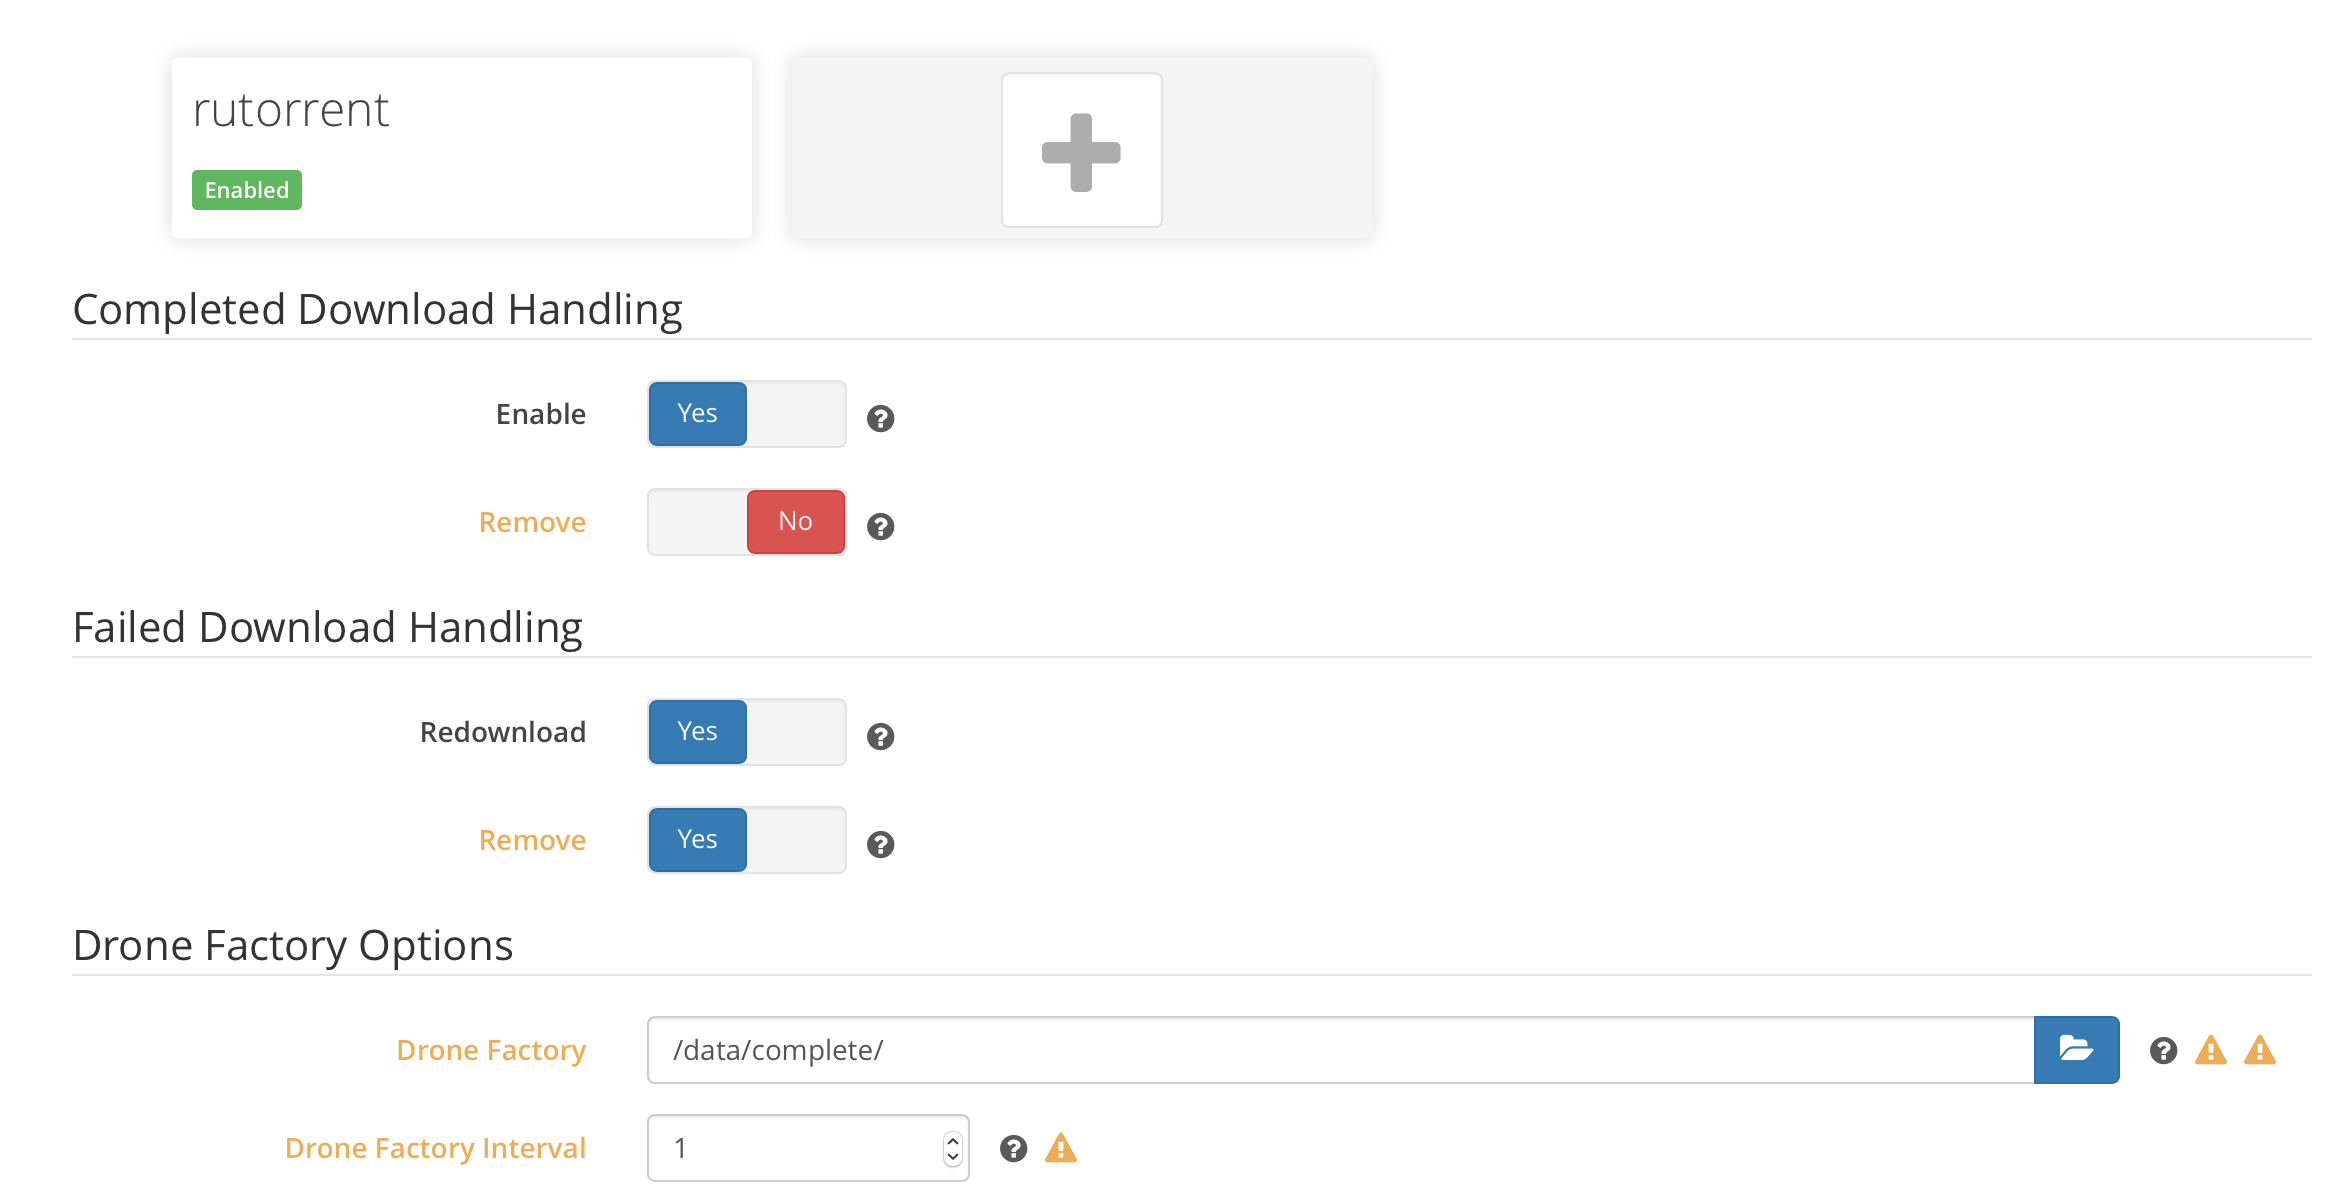 rutorrent
Enabled
Completed Download Handling
Enable Yes
Remove No
Failed Download Handling
Redownload Yes
Remove Yes
Drone Factory Options
Drone Factory /data/complete/
Drone Factory Interval 1